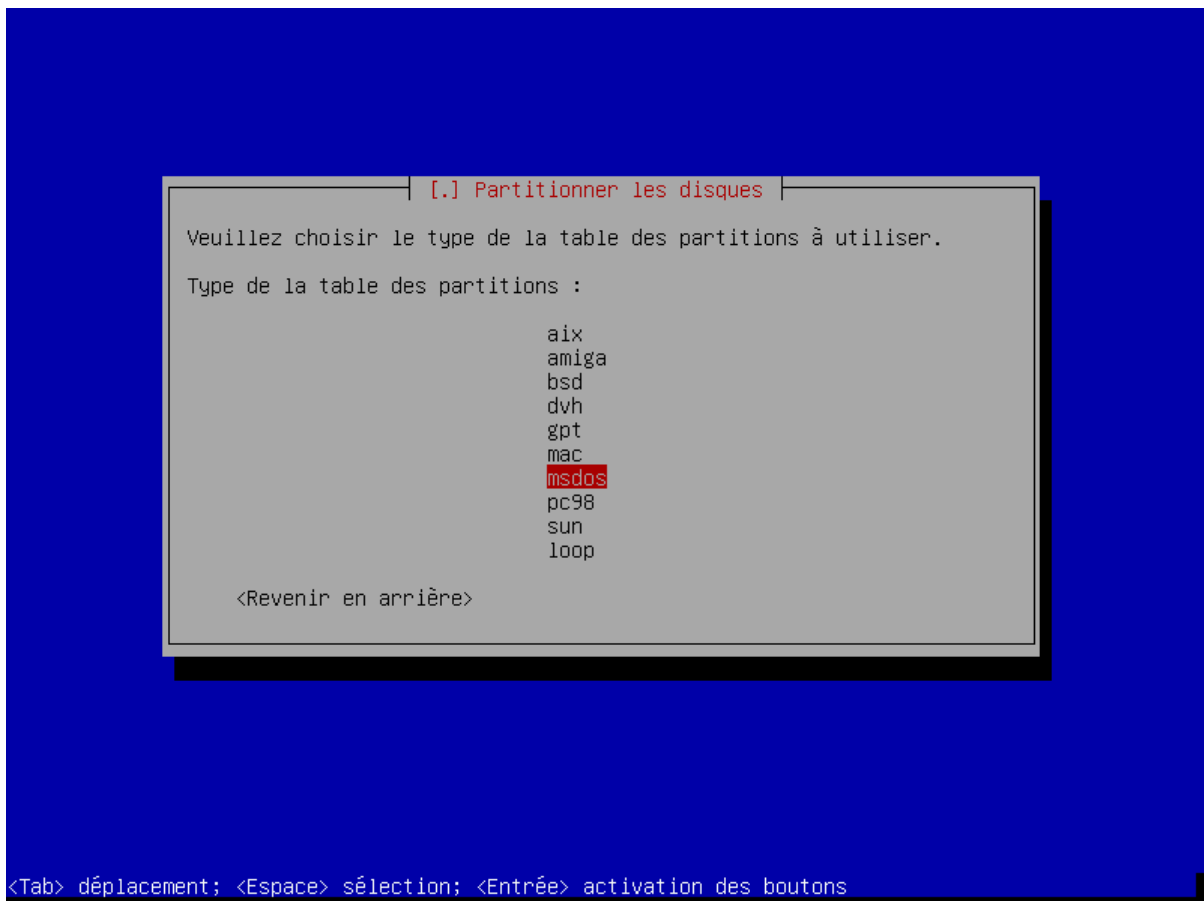 [.] Partitionner les disques
Veuillez choisir le type de la table des partitions à utiliser.
Type de la table des partitions :
aix
amiga
bsd
dvh
gpt
mac
msdos
pc98
sun
loop
<Revenir en arrière>
<Tab> déplacement; <Espace> sélection; <Entrée> activation des boutons